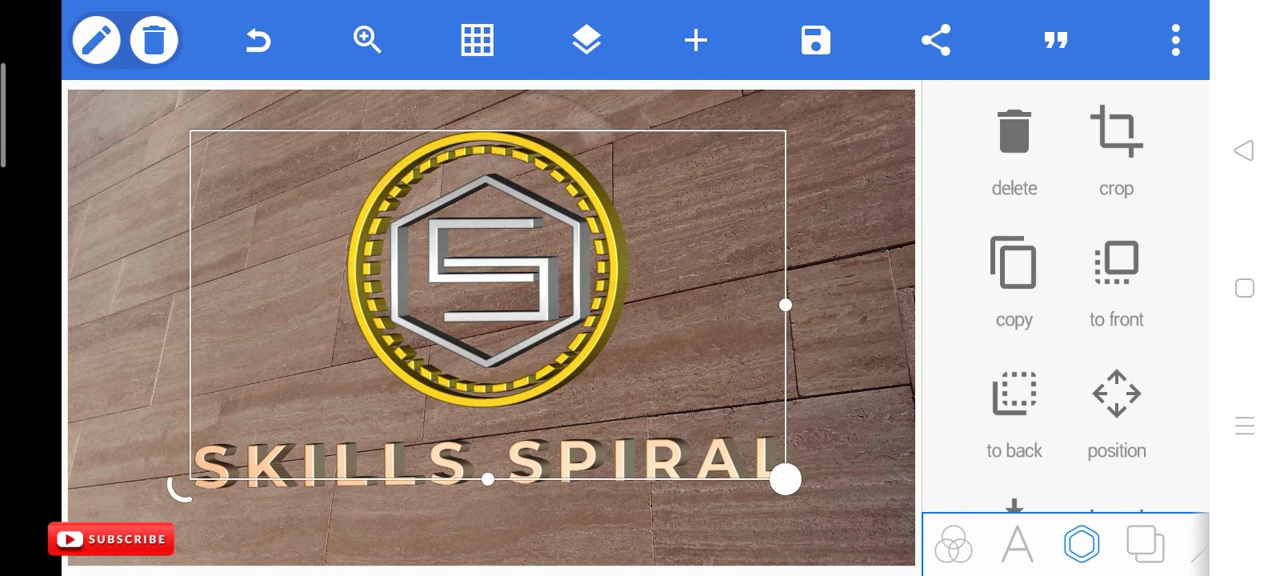 delete
crop
copy
to front
SKILLS SPIRAL
to back
position
SUBSCRIBE